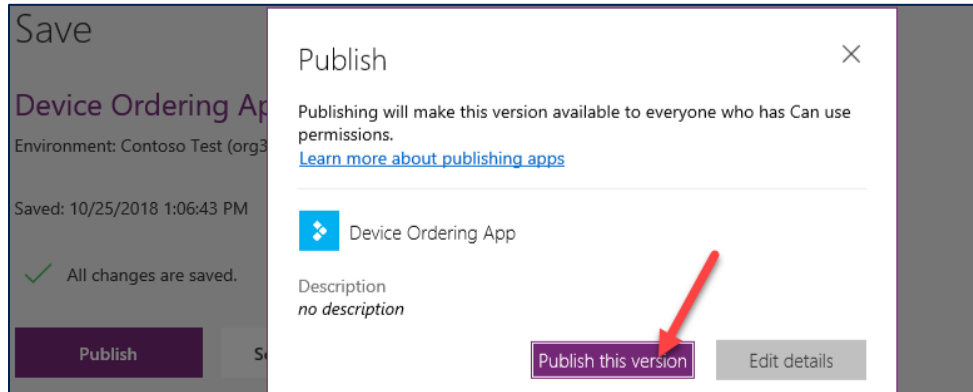 Save
Device Ordering Ap
Environment: Contoso Test (org3
Saved: 10/25/2018 1:06:43 PM
All changes are saved.
Publish
Publish
Publishing will make this version available to everyone who has Can use
permissions.
Learn more about publishing apps
Device Ordering App
Description
no description
Publish this version
Edit details